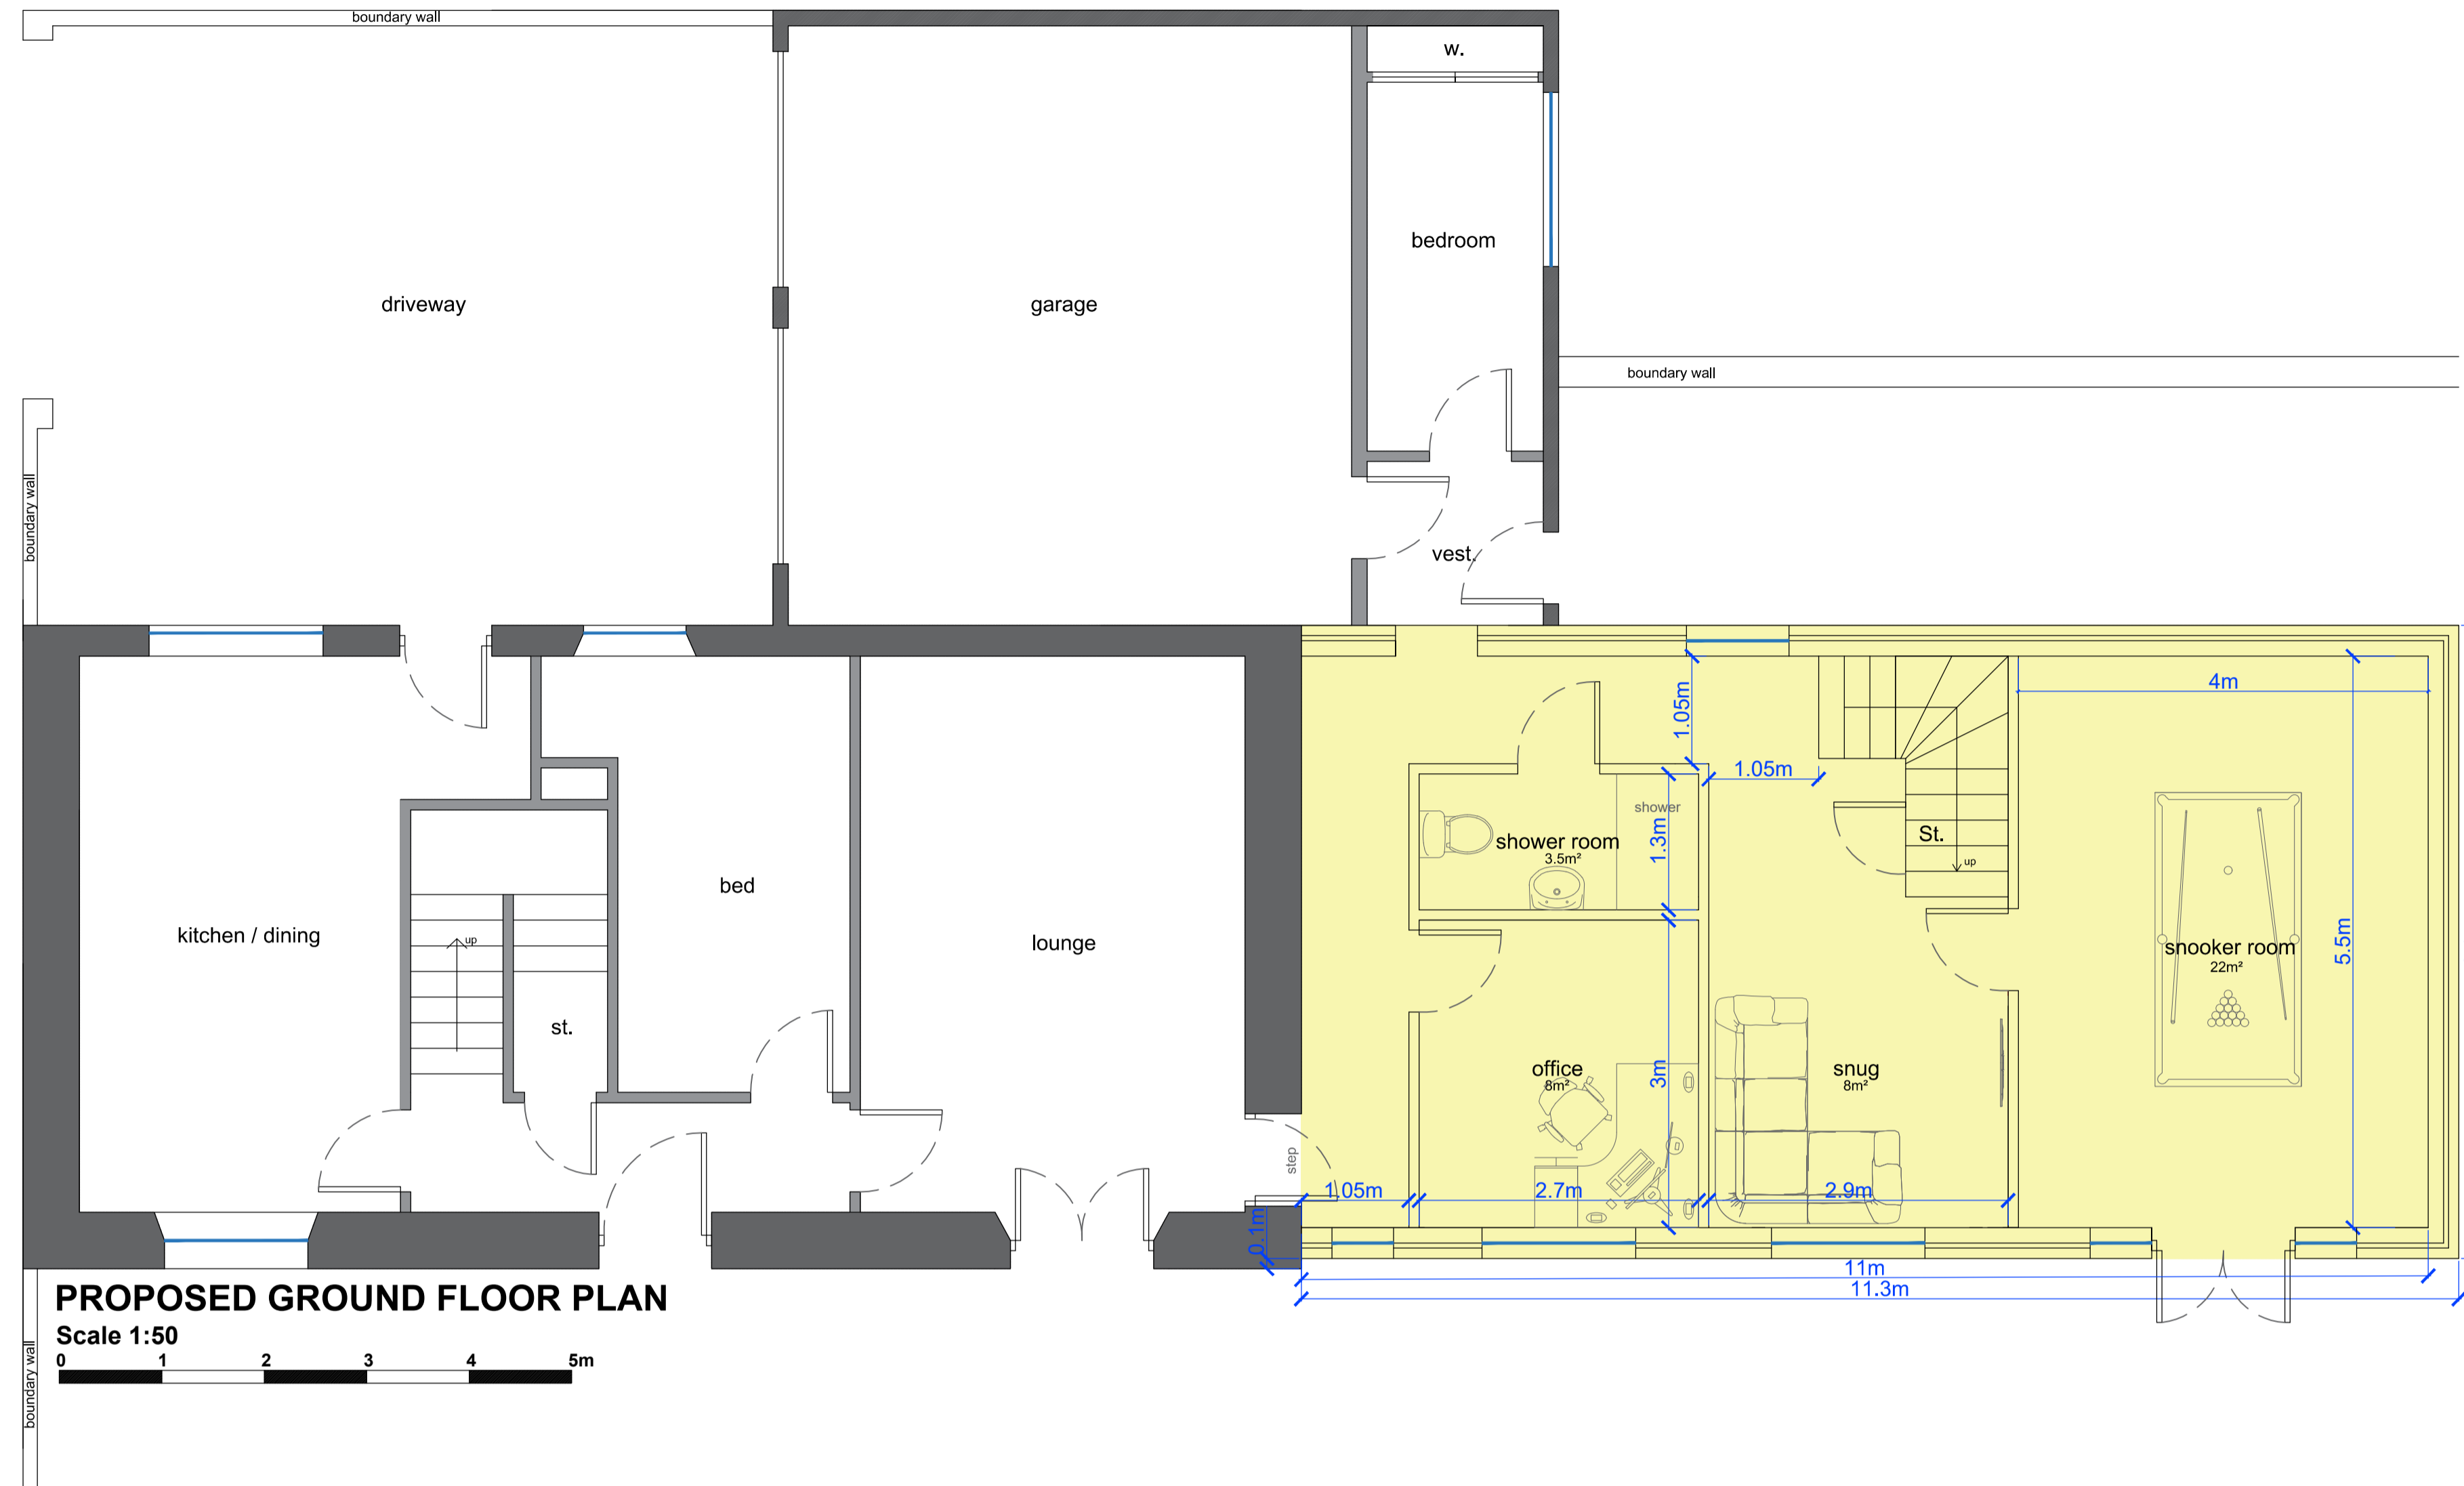 boundary wall
w.
driveway
garage
bedroom
boundary wall
boundary wall
vest.
4m
1.05m
1.05m
shower
1.3m
shower room
3.5m²
St.
up
bed
kitchen / dining
up
lounge
snooker room
22m²
5.5m
st.
office
8m²
3m
snug
8m²
step
1.05m
2.7m
2.9m
0.1m
11m
11.3m
PROPOSED GROUND FLOOR PLAN
Scale 1:50
0 1 2 3 4 5m
boundary wall